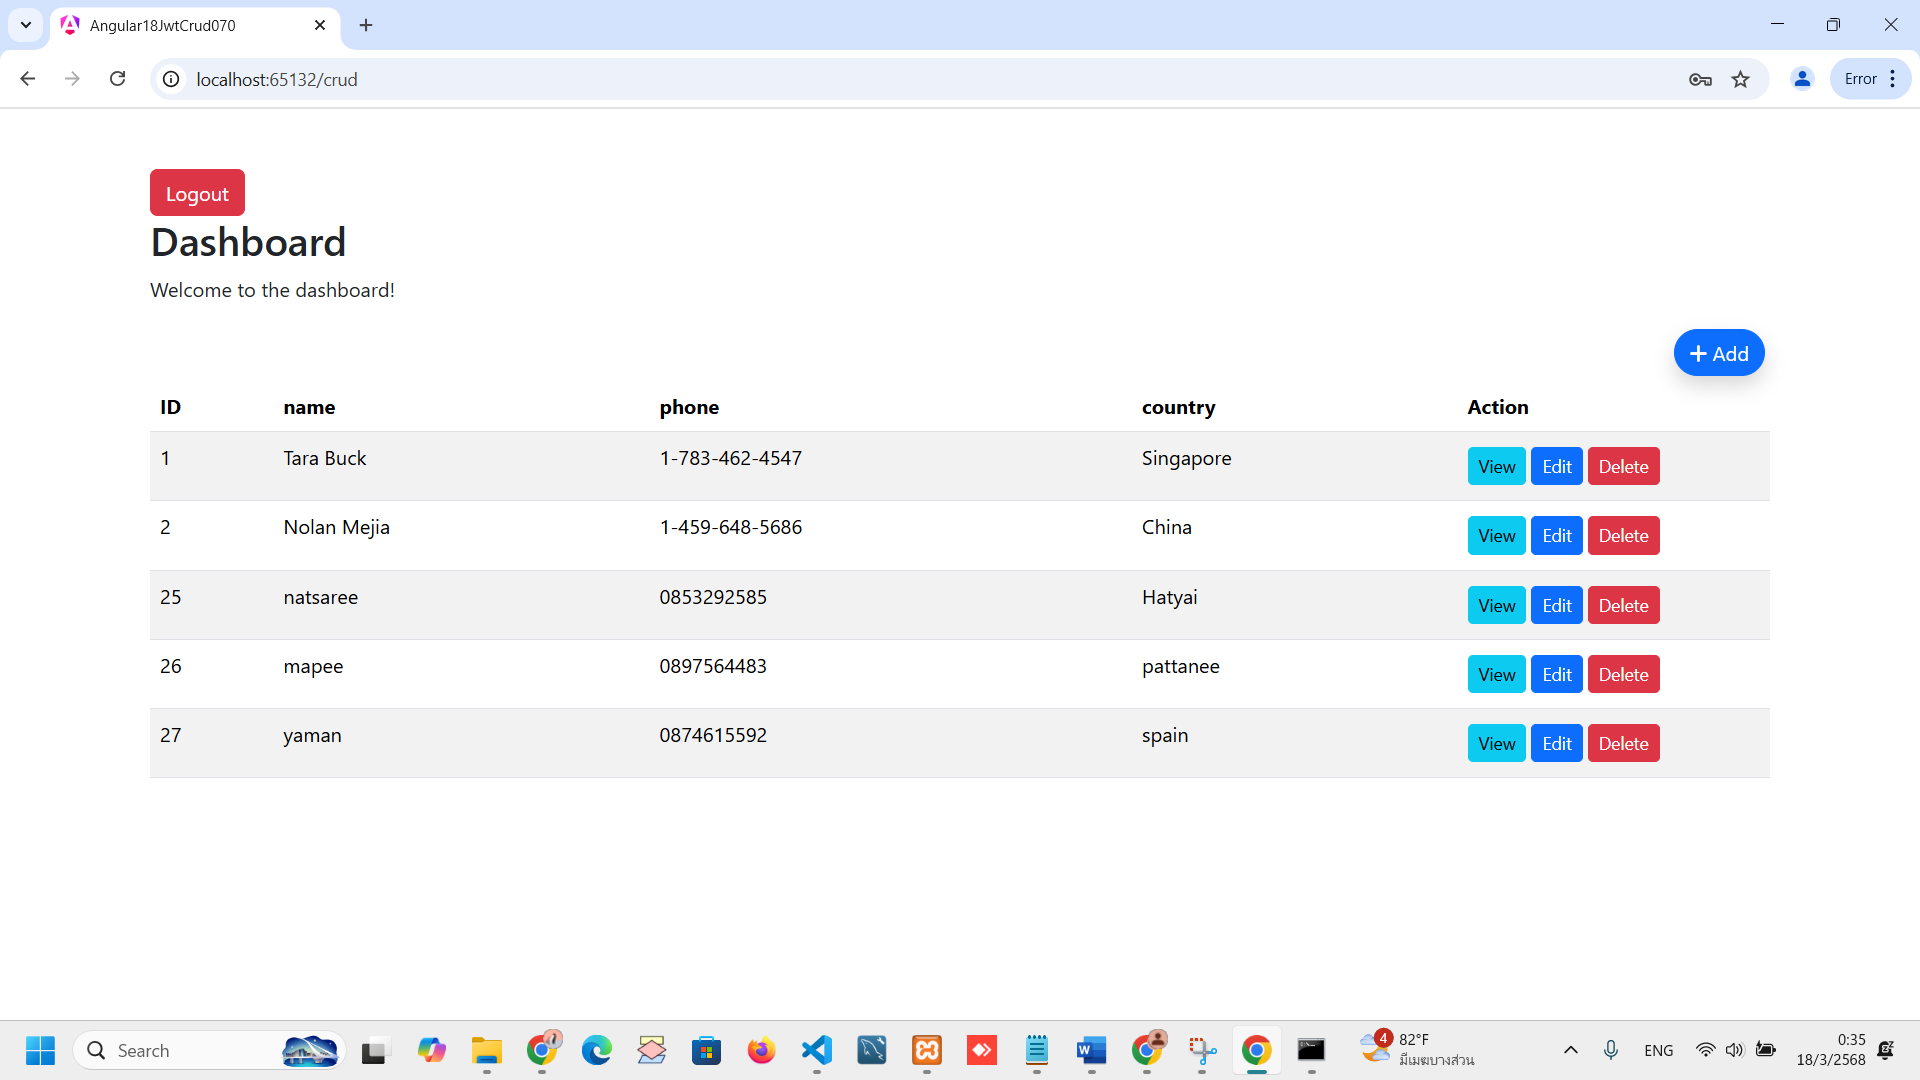 Angular18JwtCrud070
localhost:65132/crud
Error
Logout
Dashboard
Welcome to the dashboard!
+ Add
ID name phone country Action
1 Tara Buck 1-783-462-4547 Singapore View Edit Delete
2 Nolan Mejia 1-459-648-5686 China View Edit Delete
25 natsaree 0853292585 Hatyai View Edit Delete
26 mapee 0897564483 pattanee View Edit Delete
27 yaman 0874615592 spain View Edit Delete
Search
4
82°F
มีเมฆบางส่วน
ENG
0:35
18/3/2568